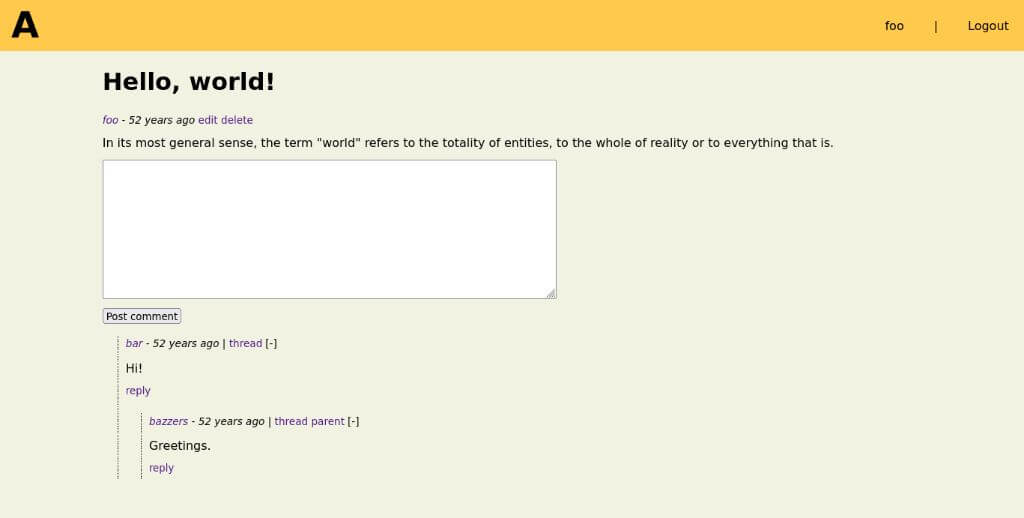 A
foo | Logout
Hello, world!
foo - 52 years ago edit delete
In its most general sense, the term "world" refers to the totality of entities, to the whole of reality or to everything that is.
Post comment
bar - 52 years ago | thread [-]
Hi!
reply
bazzers - 52 years ago | thread parent [-]
Greetings.
reply